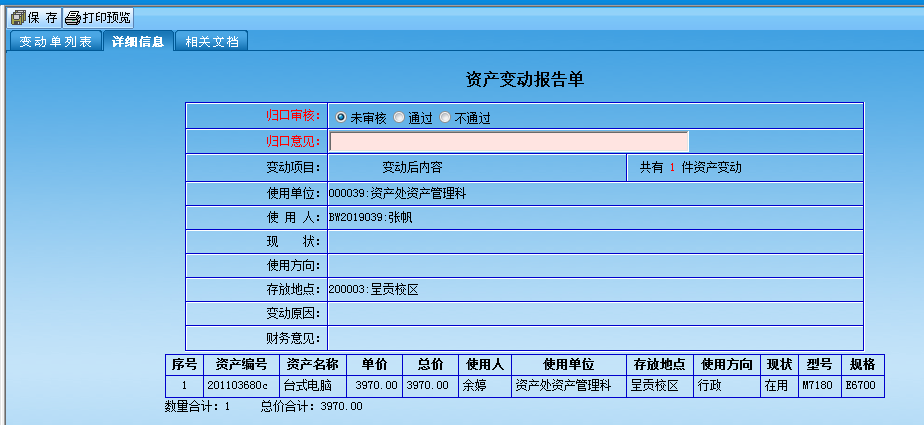 保 存 打印预览
变动单列表 详细信息 相关文档
资产变动报告单
归口审核: 未审核 通过 不通过
归口意见:
变动项目: 变动后内容 共有 1 件资产变动
使用单位: 000039:资产处资产管理科
使 用 人: BW2019039:张帆
现 状:
使用方向:
存放地点: 200003:呈贡校区
变动原因:
财务意见:
序号 资产编号 资产名称 单价 总价 使用人 使用单位 存放地点 使用方向 现状 型号 规格
1 201103680c 台式电脑 3970.00 3970.00 余婷 资产处资产管理科 呈贡校区 行政 在用 M7180 E6700
数量合计: 1 总价合计: 3970.00